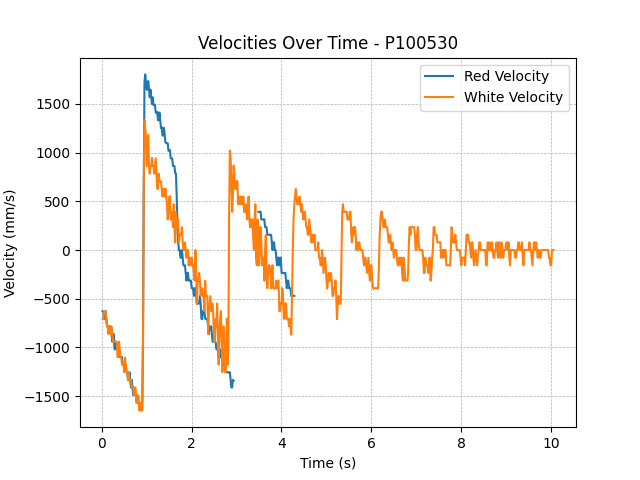 Velocities Over Time - P100530
Red Velocity
White Velocity
1500
1000
500
0
−500
−1000
−1500
Velocity (mm/s)
0 2 4 6 8 10
Time (s)